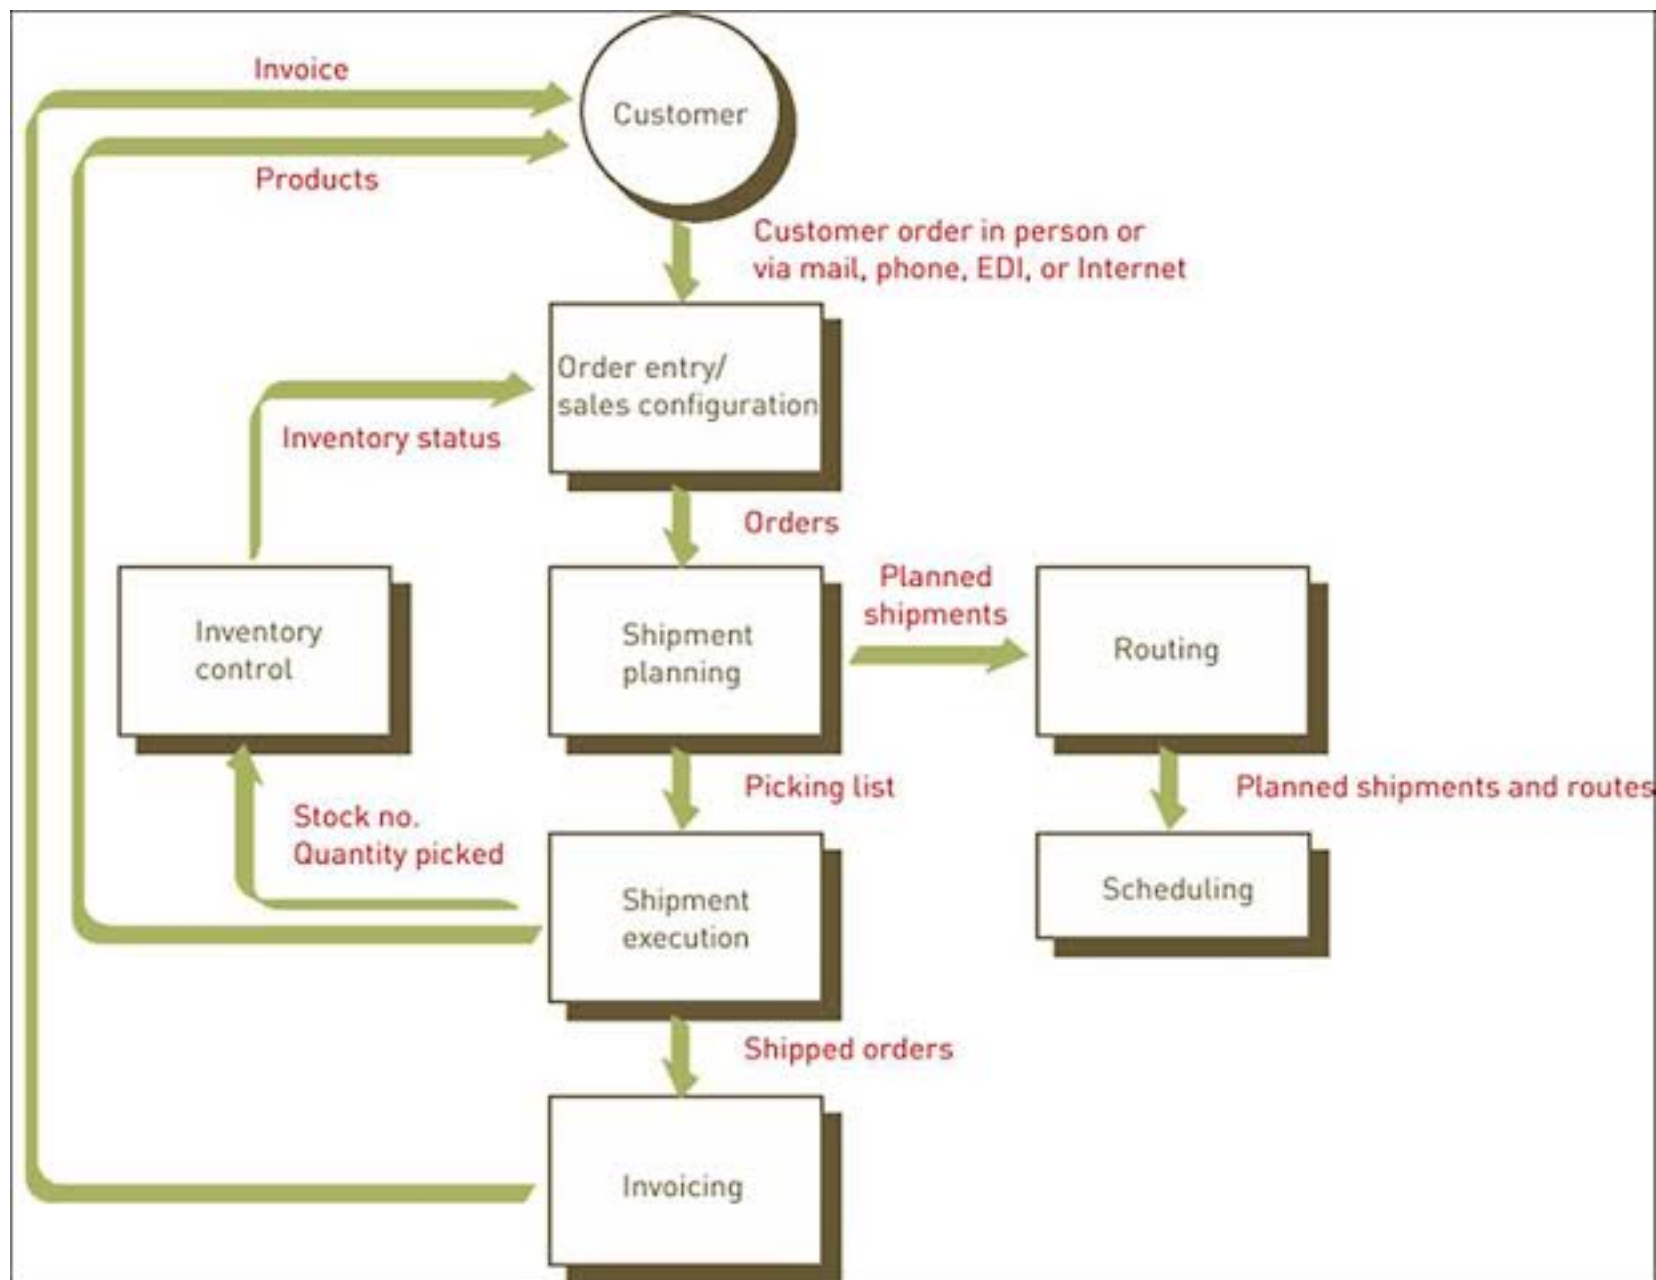 Invoice
Customer
Products
Customer order in person or
via mail, phone, EDI, or Internet
Order entry/
sales configuration
Inventory status
Orders
Planned
shipments
Inventory
control
Shipment
planning
Routing
Picking list
Planned shipments and routes
Stock no.
Quantity picked
Shipment
execution
Scheduling
Shipped orders
Invoicing